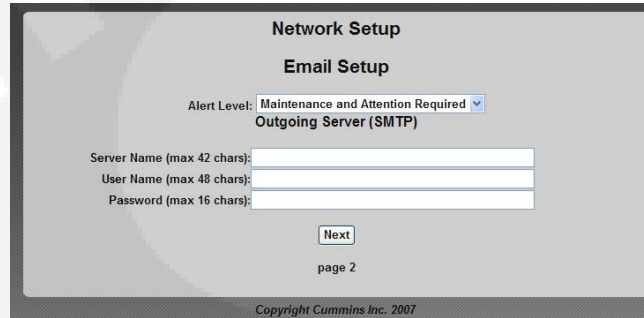 Network Setup
Email Setup
Alert Level: Maintenance and Attention Required
Outgoing Server (SMTP)
Server Name (max 42 chars):
User Name (max 48 chars):
Password (max 16 chars):
Next
page 2
Copyright Cummins Inc. 2007